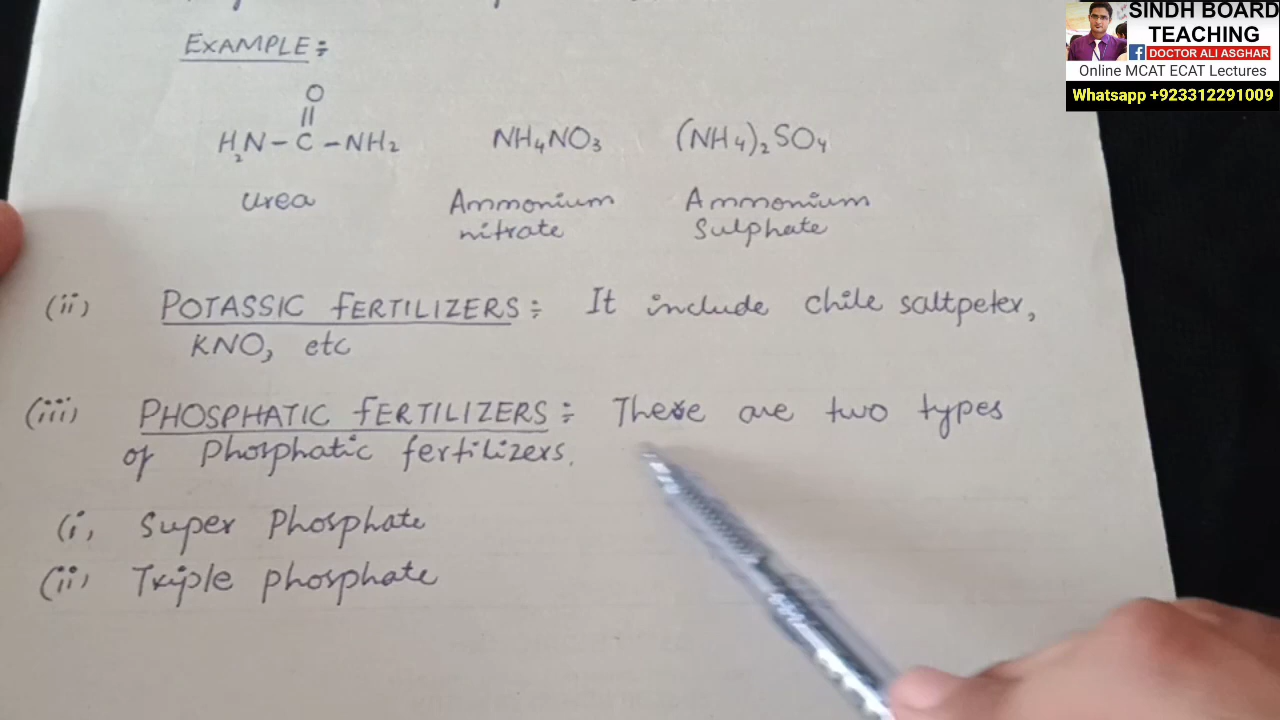 SINDH BOARD
TEACHING
DOCTOR ALI ASGHAR
Online MCAT ECAT Lectures
Whatsapp +923312291009
EXAMPLE:
O
||
H₂N-C-NH₂ NH₄NO₃ (NH₄)₂SO₄
Urea Ammonium nitrate Ammonium Sulphate
(ii) POTASSIC FERTILIZERS: It include chile saltpeter,
KNO₃ etc
(iii) PHOSPHATIC FERTILIZERS: There are two types
of Phosphatic fertilizers.
(i) Super Phosphate
(ii) Triple phosphate